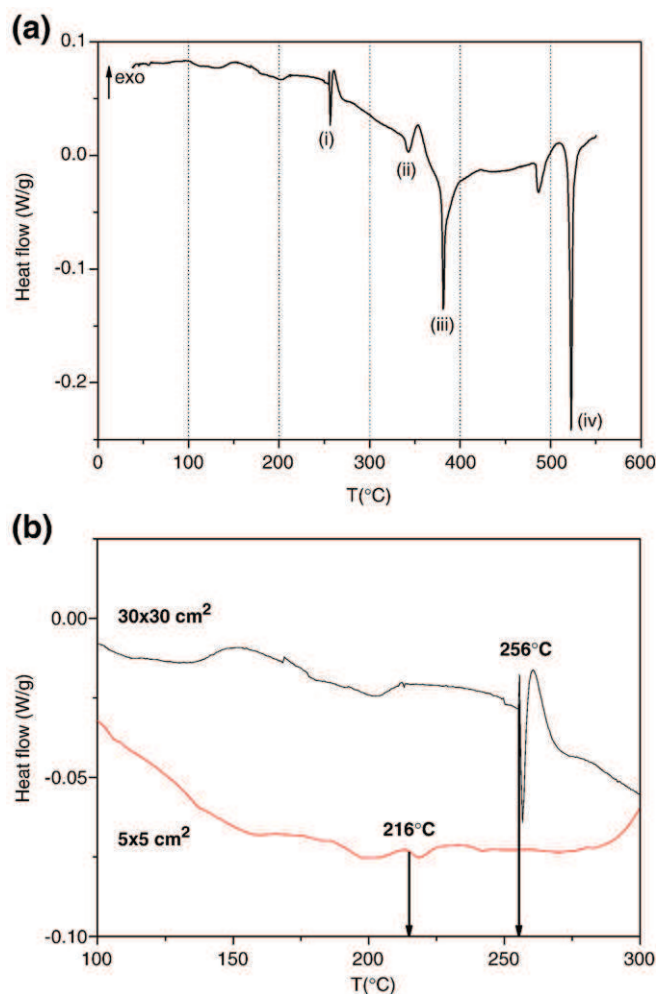 (a)
0.1
exo
(i)
0.0
(ii)
Heat flow (W/g)
-0.1
(iii)
-0.2
(iv)
0 100 200 300 400 500 600
T(°C)
(b)
0.00
30x30 cm²
256°C
Heat flow (W/g)
-0.05
216°C
5x5 cm²
-0.10
100 150 200 250 300
T(°C)